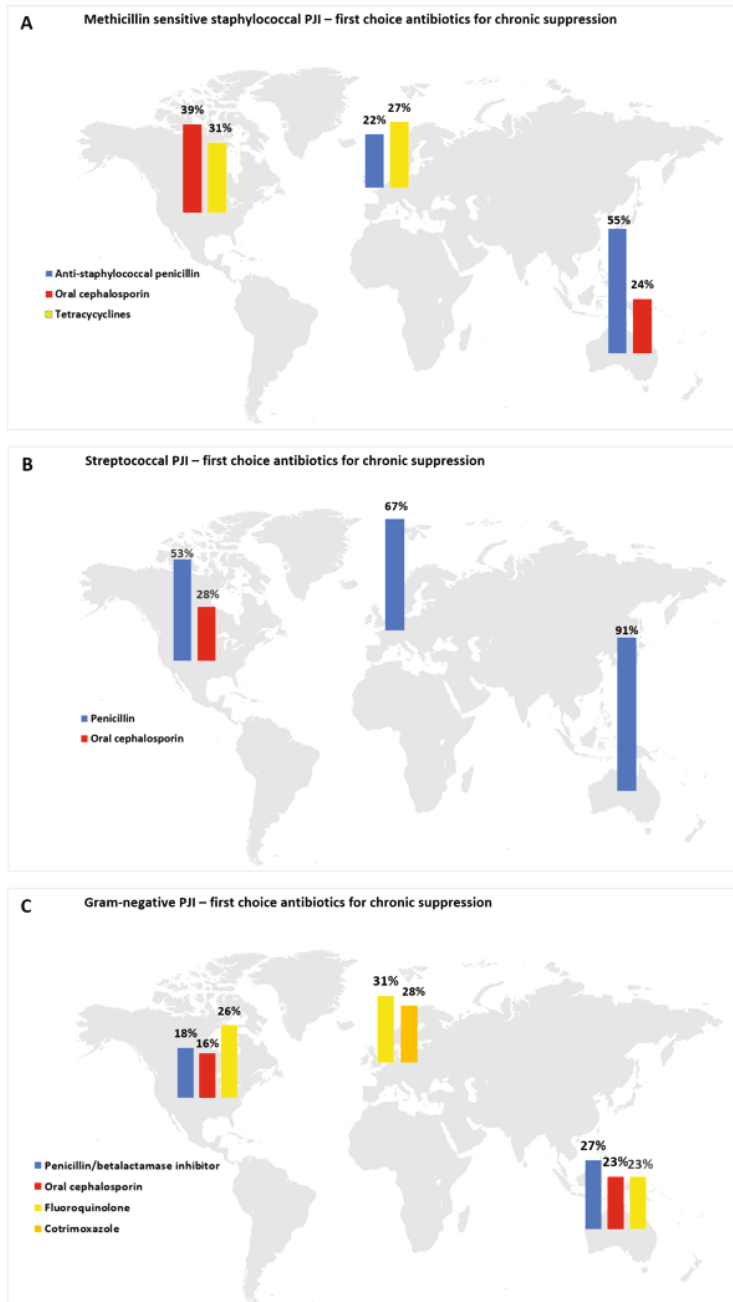 A
Methicillin sensitive staphylococcal PJI – first choice antibiotics for chronic suppression
39%
31%
22%
27%
55%
24%
Anti-staphylococcal penicillin
Oral cephalosporin
Tetracycyclines
B
Streptococcal PJI – first choice antibiotics for chronic suppression
53%
28%
67%
91%
Penicillin
Oral cephalosporin
C
Gram-negative PJI – first choice antibiotics for chronic suppression
18%
16%
26%
31%
28%
27%
23%
23%
Penicillin/betalactamase inhibitor
Oral cephalosporin
Fluoroquinolone
Cotrimoxazole